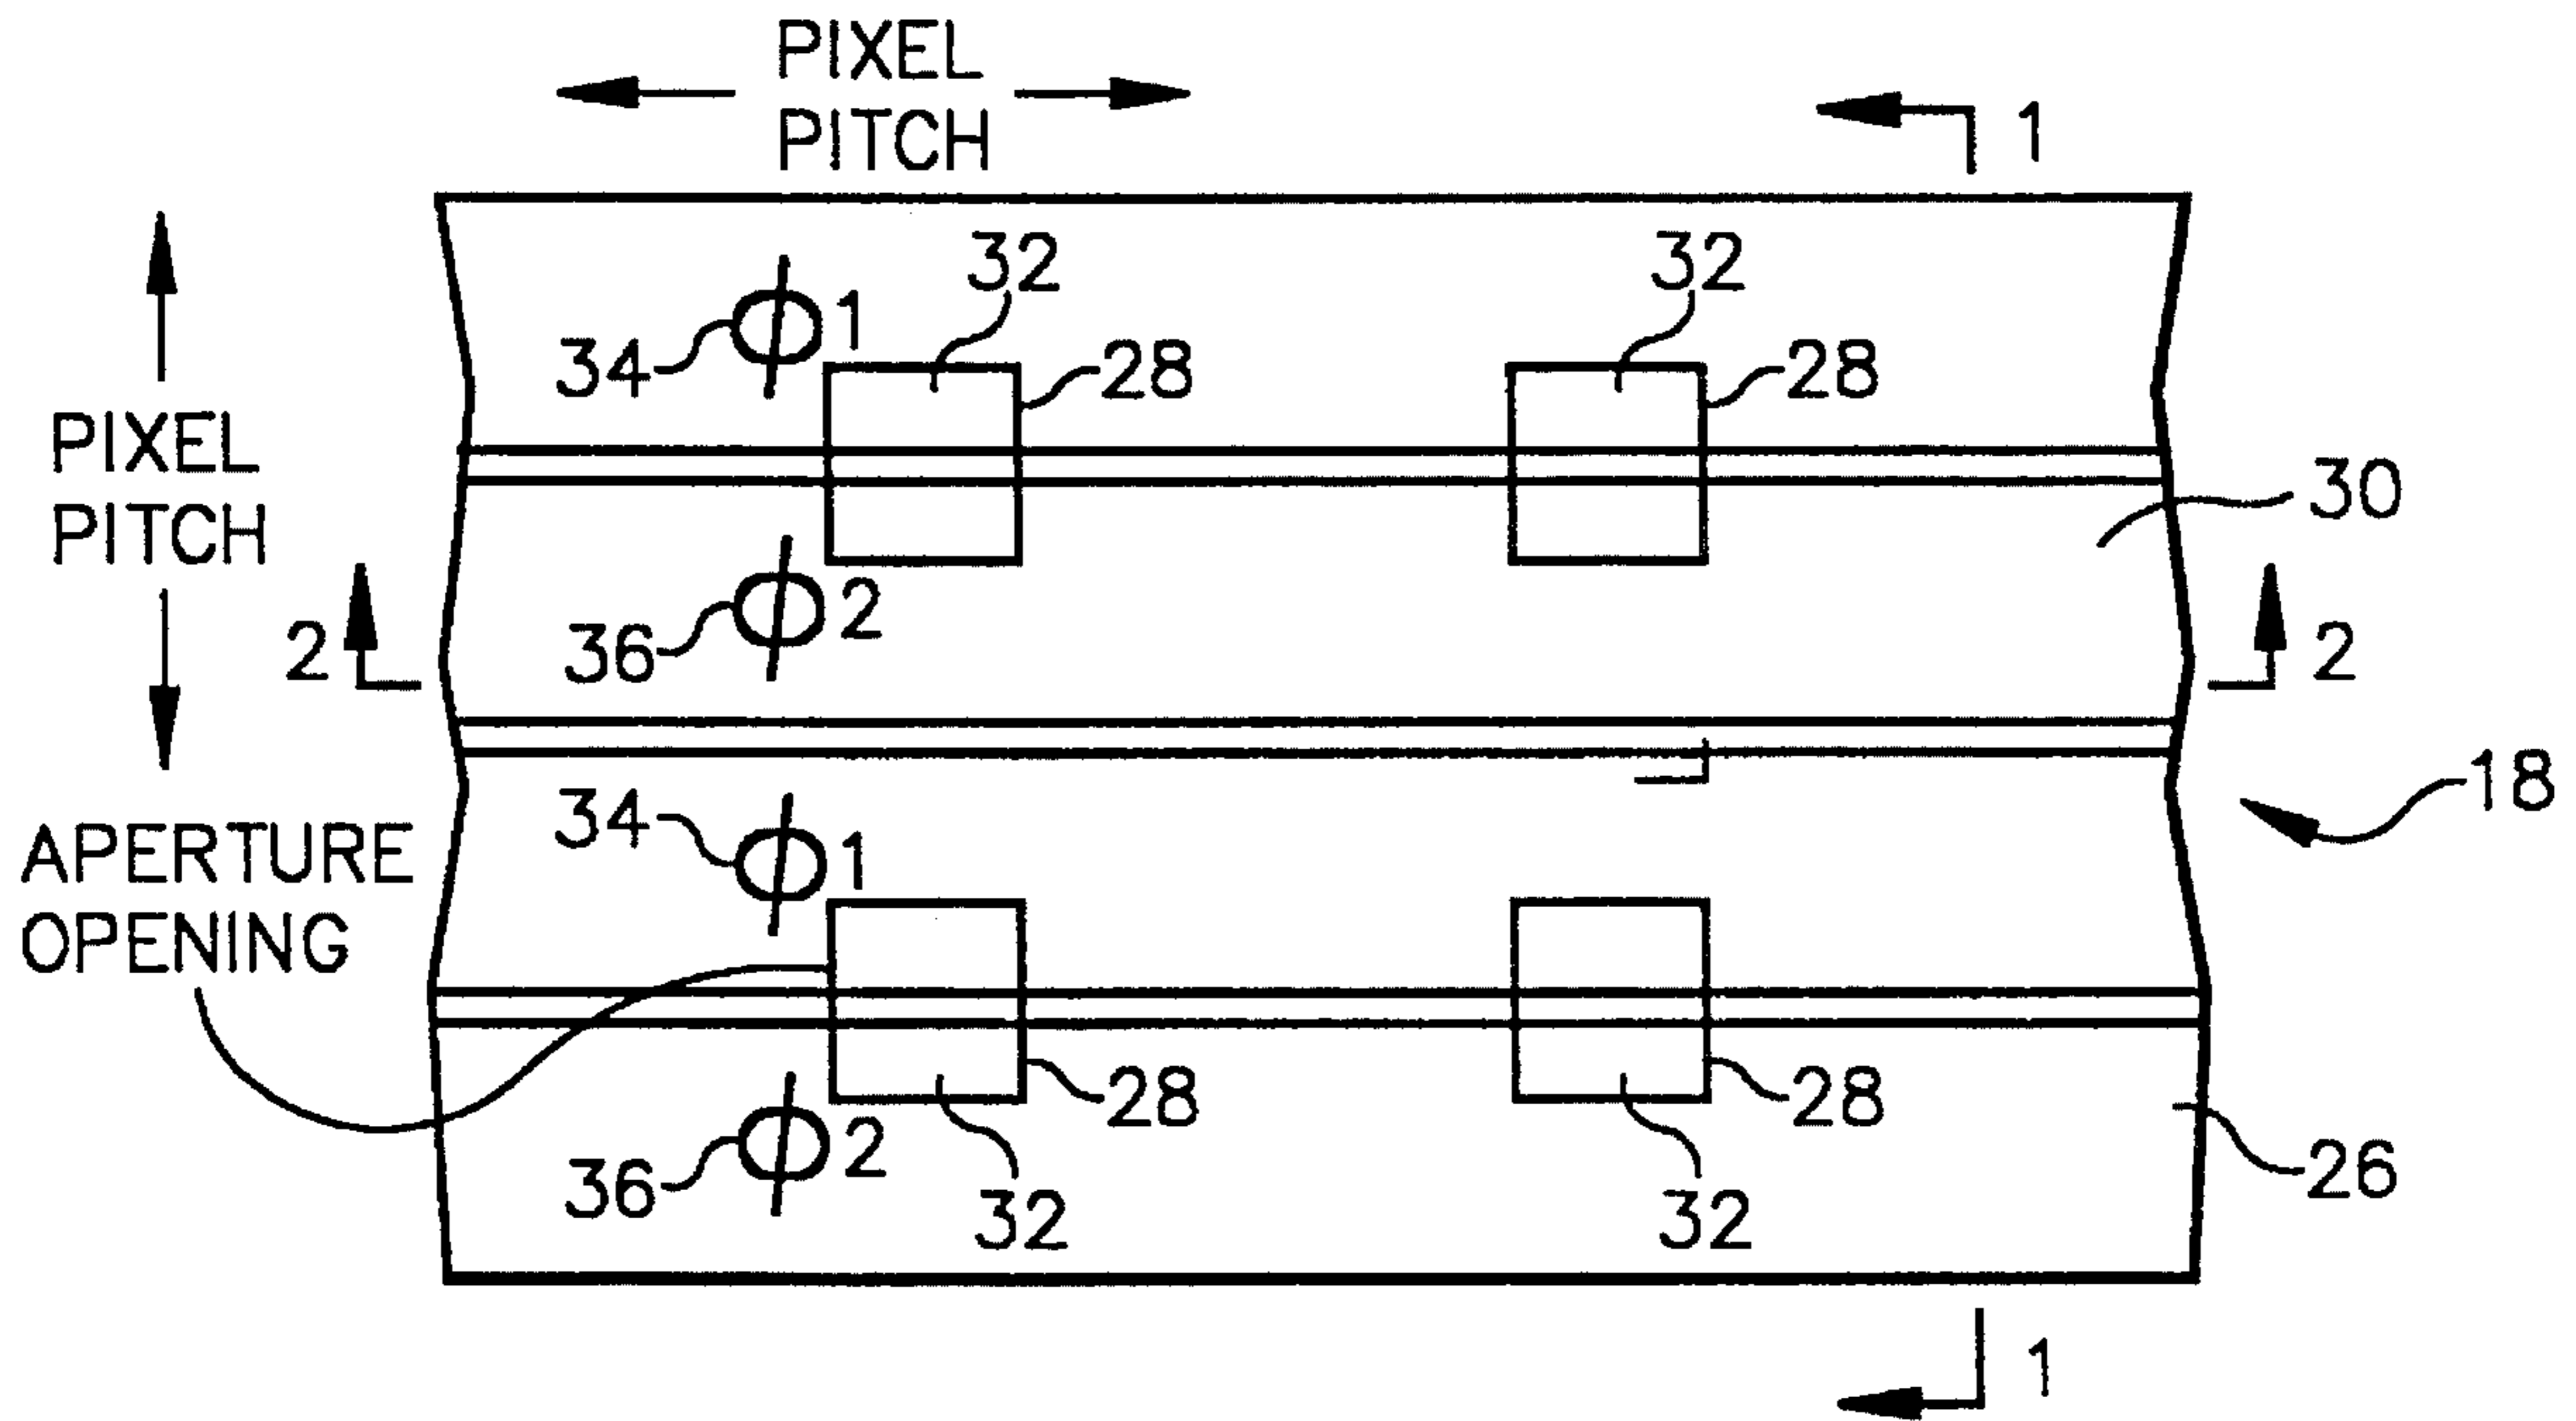 PIXEL
PITCH
1
32
32
ϕ1
34
28
28
PIXEL
PITCH
30
ϕ2
36
2
2
18
34
ϕ1
APERTURE
OPENING
28
28
ϕ2
36
26
32
32
1